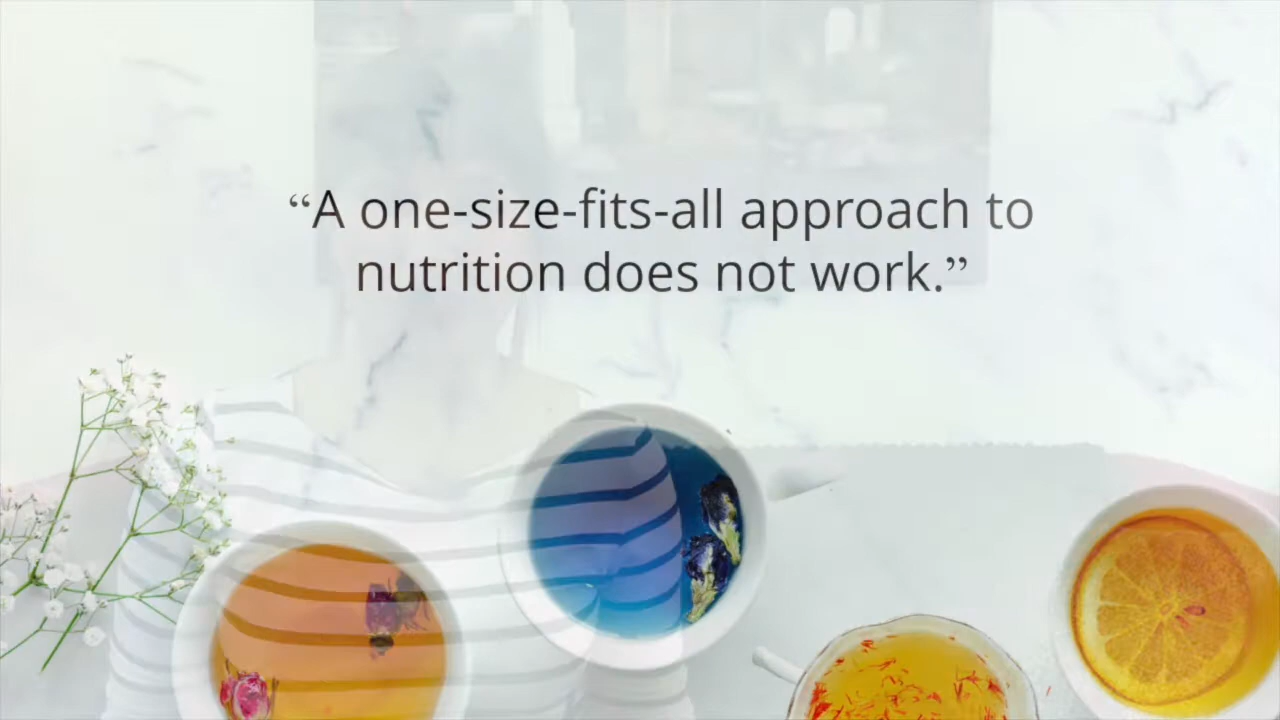 “A one-size-fits-all approach to
nutrition does not work.”